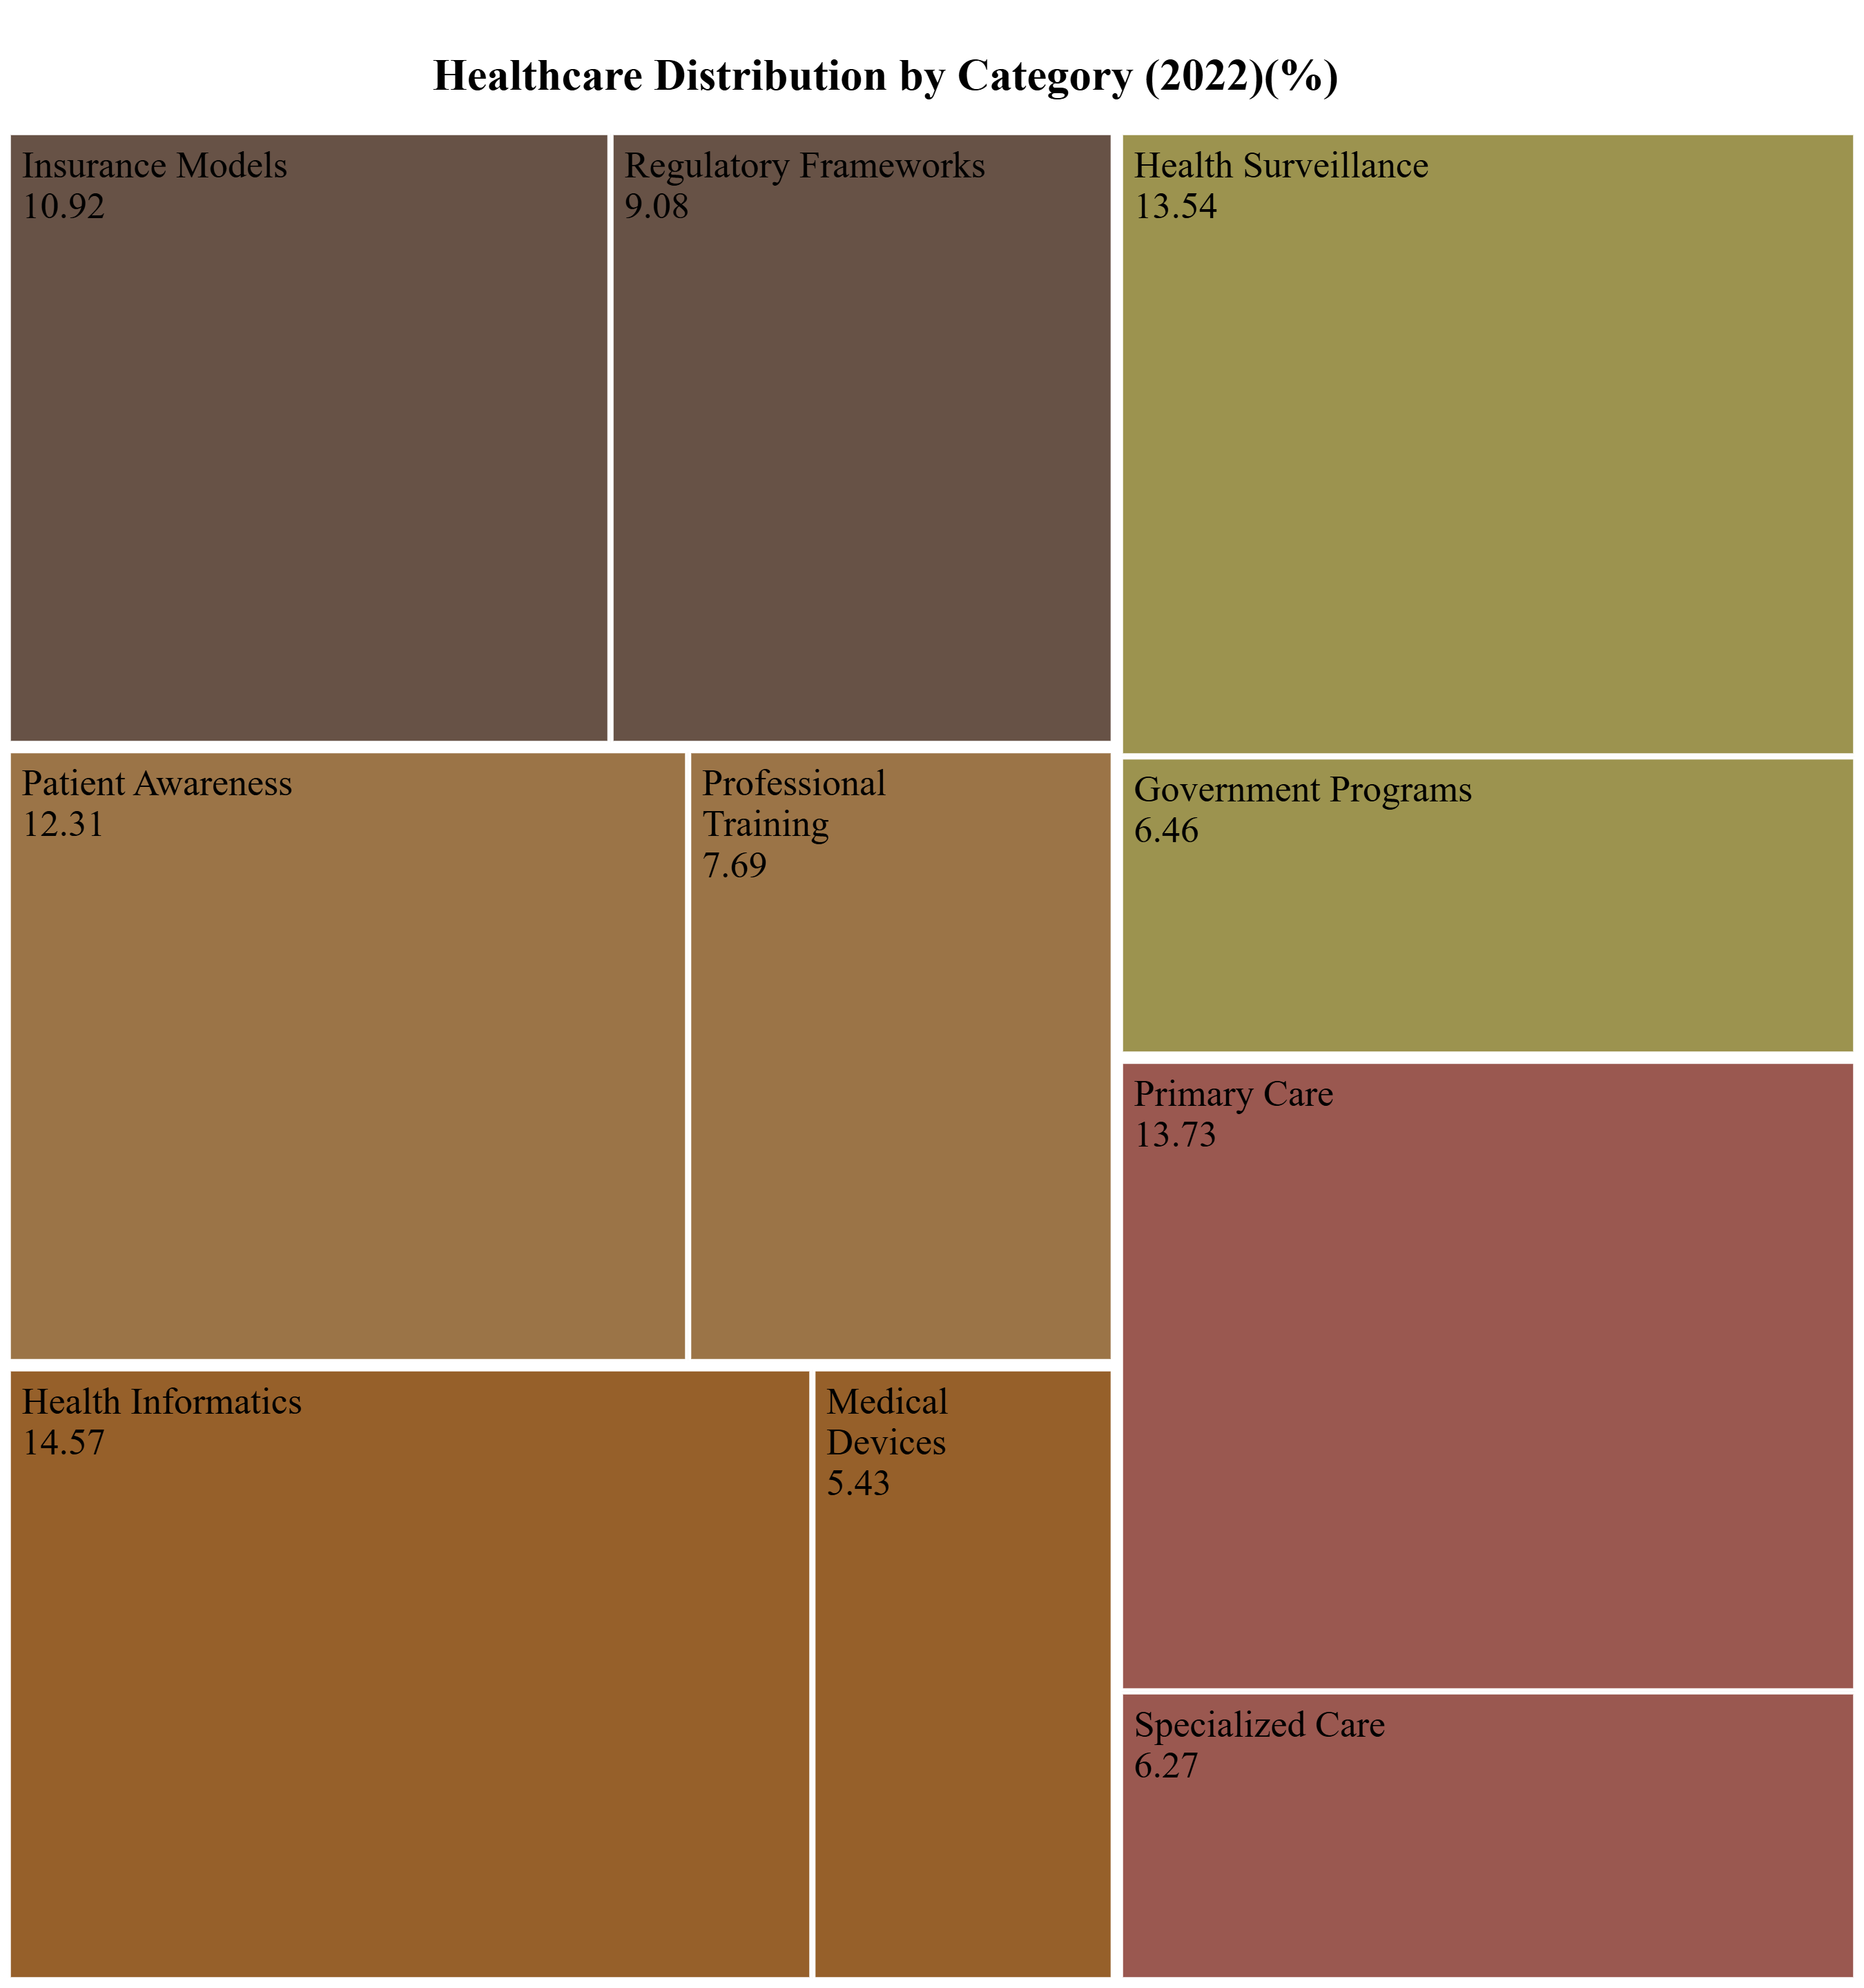 Healthcare Distribution by Category (2022)(%)
Insurance Models
10.92
Regulatory Frameworks
9.08
Health Surveillance
13.54
Patient Awareness
12.31
Professional
Training
7.69
Government Programs
6.46
Primary Care
13.73
Health Informatics
14.57
Medical
Devices
5.43
Specialized Care
6.27